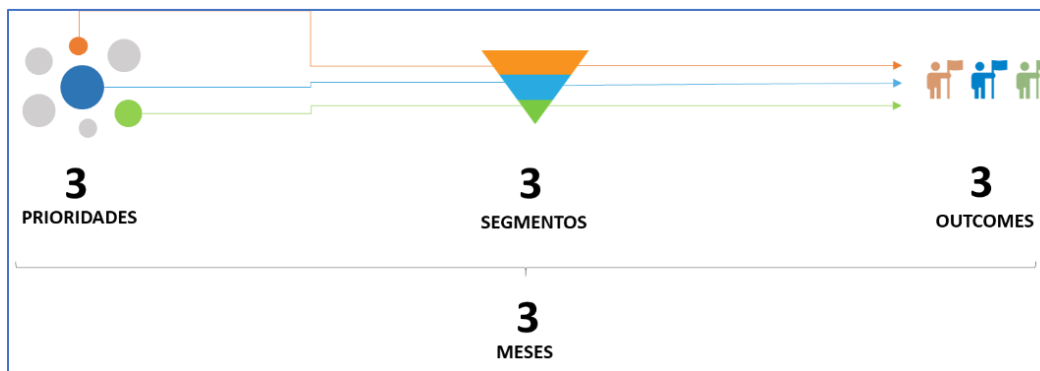 3
PRIORIDADES
3
SEGMENTOS
3
OUTCOMES
3
MESES